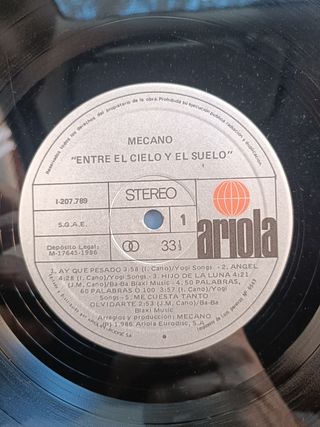 Reservados todos los derechos del propietario de la obra. Prohibida su ejecución pública, radiación y duplicación.
MECANO
"ENTRE EL CIELO Y EL SUELO"
I-207.789
STEREO
S.G.A.E.
1
Depósito Legal:
M-17645-1986
33⅓
ariola
1. AY QUE PESADO 3:58 (I. Cano)/Yogi Songs - 2. ANGEL
4:28 (I. Cano)/Yogi Songs - 3. HIJO DE LA LUNA 4:21
(J.M. Cano)/Ba-Ba Blaxi Music - 4. 50 PALABRAS,
60 PALABRAS O 100 3:57 (I. Cano)/Yogi
Songs - 5. ME CUESTA TANTO
OLVIDARTE 2:53 (J.M. Cano)/Ba-Ba
Blaxi Music
Arreglos y producción: MECANO
(P) 1.986 Ariola Eurodisc, S.A.